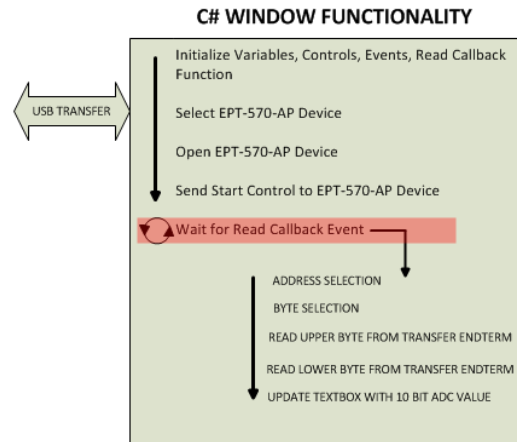 C# WINDOW FUNCTIONALITY
Initialize Variables, Controls, Events, Read Callback
Function
USB TRANSFER
Select EPT-570-AP Device
Open EPT-570-AP Device
Send Start Control to EPT-570-AP Device
Wait for Read Callback Event
ADDRESS SELECTION
BYTE SELECTION
READ UPPER BYTE FROM TRANSFER ENDTERM
READ LOWER BYTE FROM TRANSFER ENDTERM
UPDATE TEXTBOX WITH 10 BIT ADC VALUE